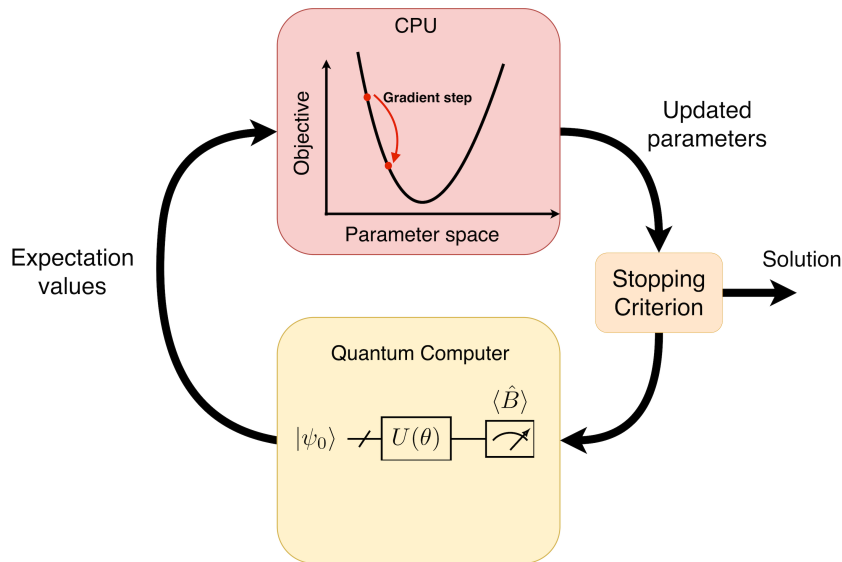 CPU
Gradient step
Objective
Parameter space
Updated
parameters
Expectation
values
Stopping
Criterion
Solution
Quantum Computer
⟨B̂⟩
|ψ₀⟩
U(θ)